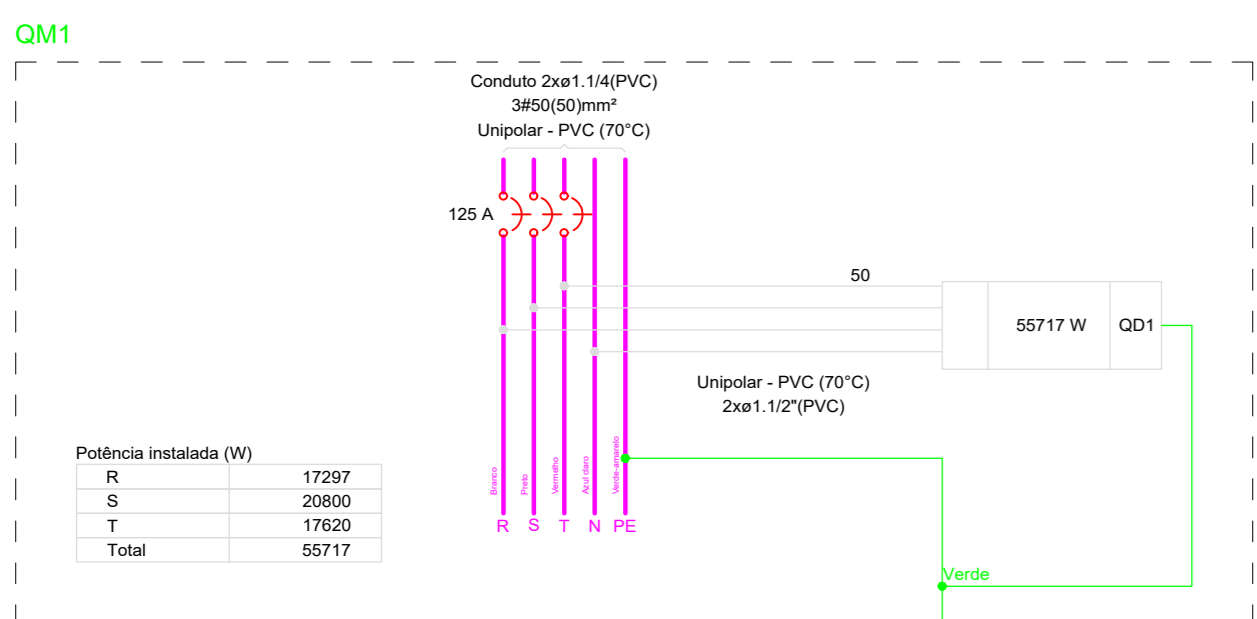 QM1
Conduto 2xø1.1/4(PVC)
3#50(50)mm²
Unipolar - PVC (70°C)
125 A
50
55717 W QD1
Unipolar - PVC (70°C)
2xø1.1/2"(PVC)
Potência instalada (W)
R 17297
S 20800
T 17620
Total 55717
Branco
Preto
Vermelho
Azul claro
Verde-amarelo
R S T N PE
Verde